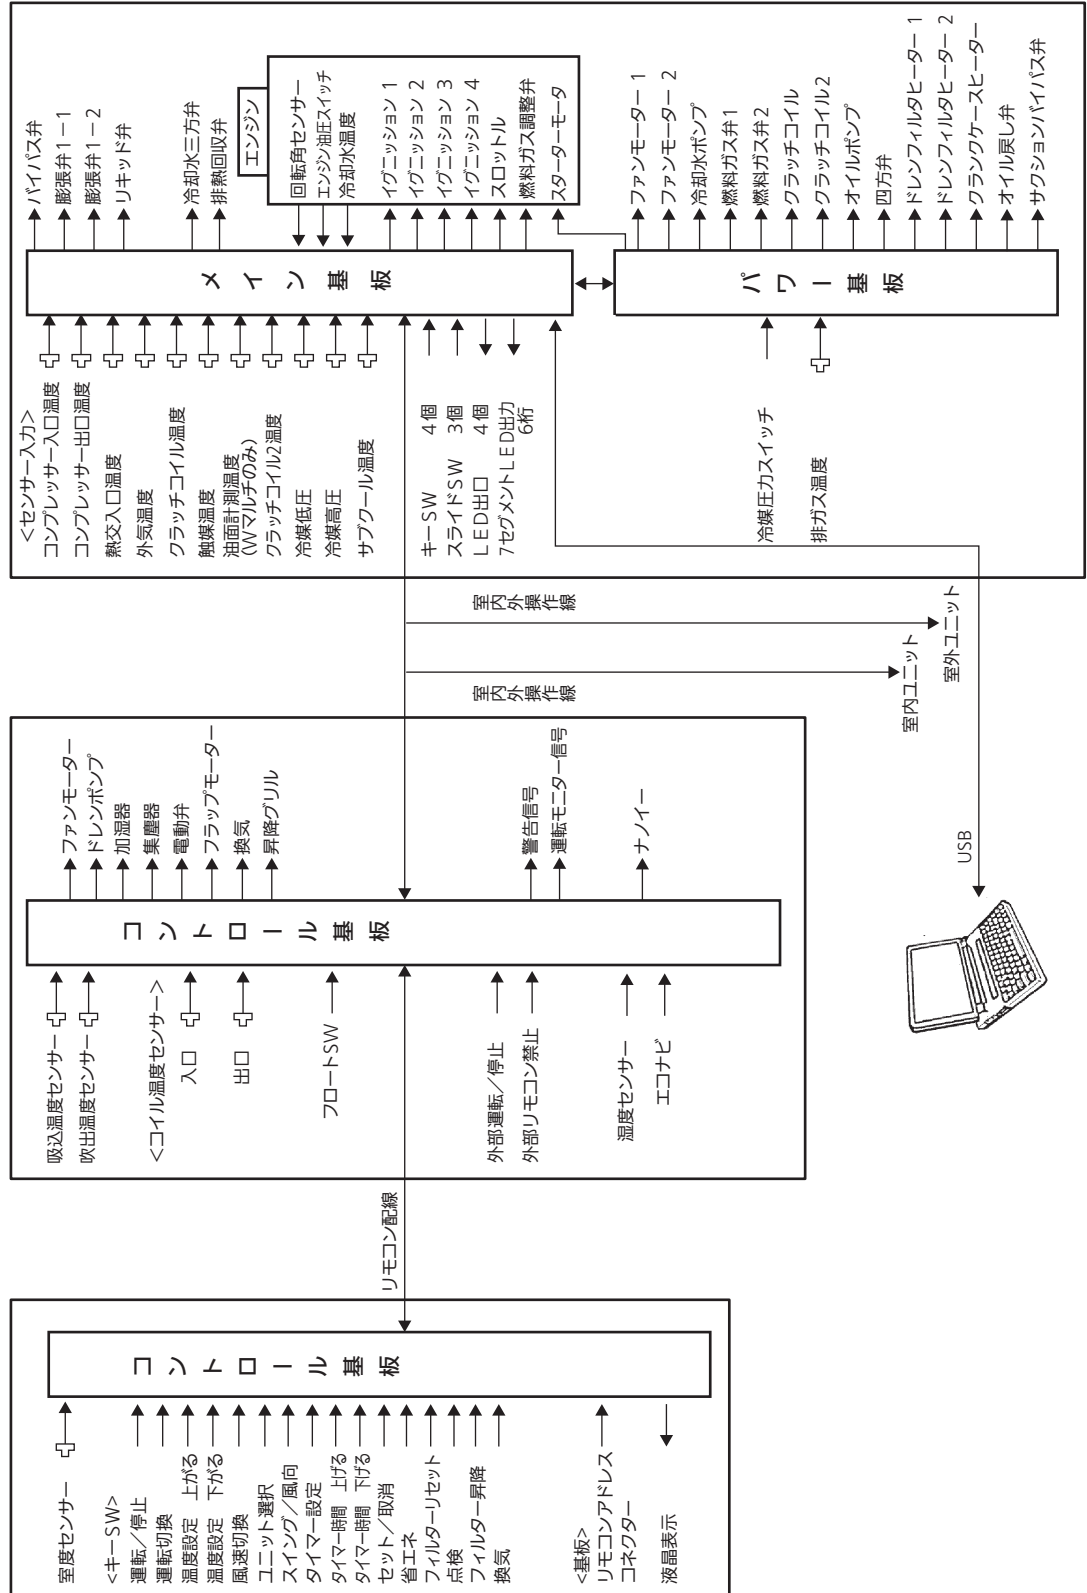 バイパス弁
膨張弁1－1
膨張弁1－2
リキッド弁
冷却水三方弁
排熱回収弁
エンジン
回転角センサー
エンジン油圧スイッチ
冷却水温度
イグニッション 1
イグニッション 2
イグニッション 3
イグニッション 4
スロットル
燃料ガス調整弁
スターターモータ
ファンモーター 1
ファンモーター 2
冷却水ポンプ
燃料ガス弁1
燃料ガス弁2
クラッチコイル
クラッチコイル2
オイルポンプ
四方弁
ドレンフィルタヒーター 1
ドレンフィルタヒーター 2
クランクケースヒーター
オイル戻し弁
サクションバイパス弁
メイン基板
パワー基板
＜センサー入力＞
コンプレッサー入口温度
コンプレッサー出口温度
熱交入口温度
外気温度
クラッチコイル温度
触媒温度
油面計測温度
（Wマルチのみ）
クラッチコイル2温度
冷媒低圧
冷媒高圧
サブクール温度
キーSW 4個
スライドSW 3個
LED出口 4個
7セグメントLED出力
6桁
冷媒圧力スイッチ
排ガス温度
室内外操作線
室外ユニット
室内外操作線
室内ユニット
USB
ファンモーター
ドレンポンプ
加湿器
集塵器
電動弁
フラップモーター
換気
昇降グリル
警告信号
運転モニター信号
ナノイー
コントロール基板
吸込温度センサー
吹出温度センサー
＜コイル温度センサー＞
入口
出口
フロートSW
外部運転／停止
外部リモコン禁止
湿度センサー
エコナビ
リモコン配線
コントロール基板
室度センサー
＜キーSW＞
運転／停止
運転切換
温度設定 上がる
温度設定 下がる
風速切換
ユニット選択
スイング／風向
タイマー設定
タイマー時間 上げる
タイマー時間 下げる
セット／取消
省エネ
フィルターリセット
点検
フィルター昇降
換気
＜基板＞
リモコンアドレス
コネクター
液晶表示